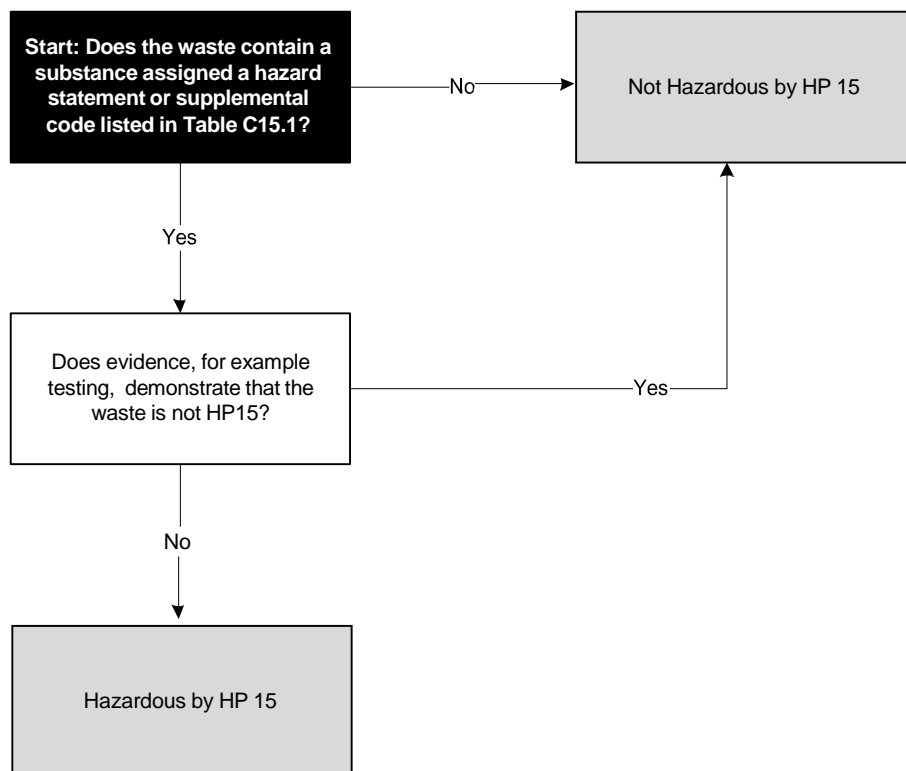 Start: Does the waste contain a
substance assigned a hazard
statement or supplemental
code listed in Table C15.1?
No
Not Hazardous by HP 15
Yes
Does evidence, for example
testing,  demonstrate that the
waste is not HP15?
Yes
No
Hazardous by HP 15